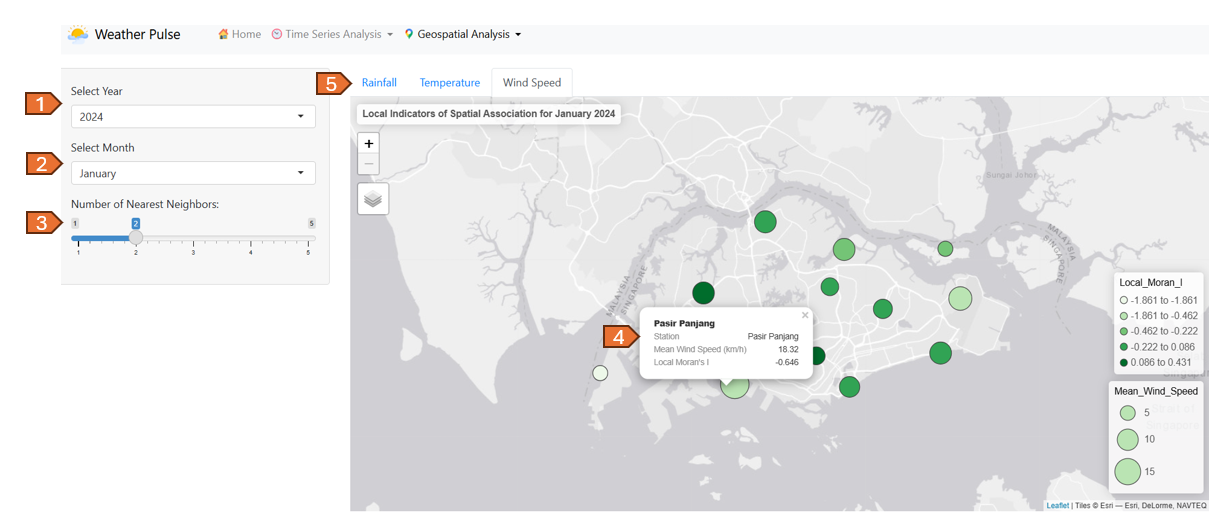 Weather Pulse
Home Time Series Analysis Geospatial Analysis
1
Select Year
2024
2
Select Month
January
3
Number of Nearest Neighbors:
1 2 5
1 2 3 4 5
5
Rainfall Temperature Wind Speed
Local Indicators of Spatial Association for January 2024
+
−
Sungai Johor
MALAYSIA
SINGAPORE
MALAYSIA
SINGAPORE
4
Pasir Panjang
×
Station Pasir Panjang
Mean Wind Speed (km/h) 18.32
Local Moran's I -0.646
Local_Moran_I
-1.861 to -1.861
-1.861 to -0.462
-0.462 to -0.222
-0.222 to 0.086
0.086 to 0.431
Mean_Wind_Speed
5
10
15
Leaflet | Tiles © Esri — Esri, DeLorme, NAVTEQ